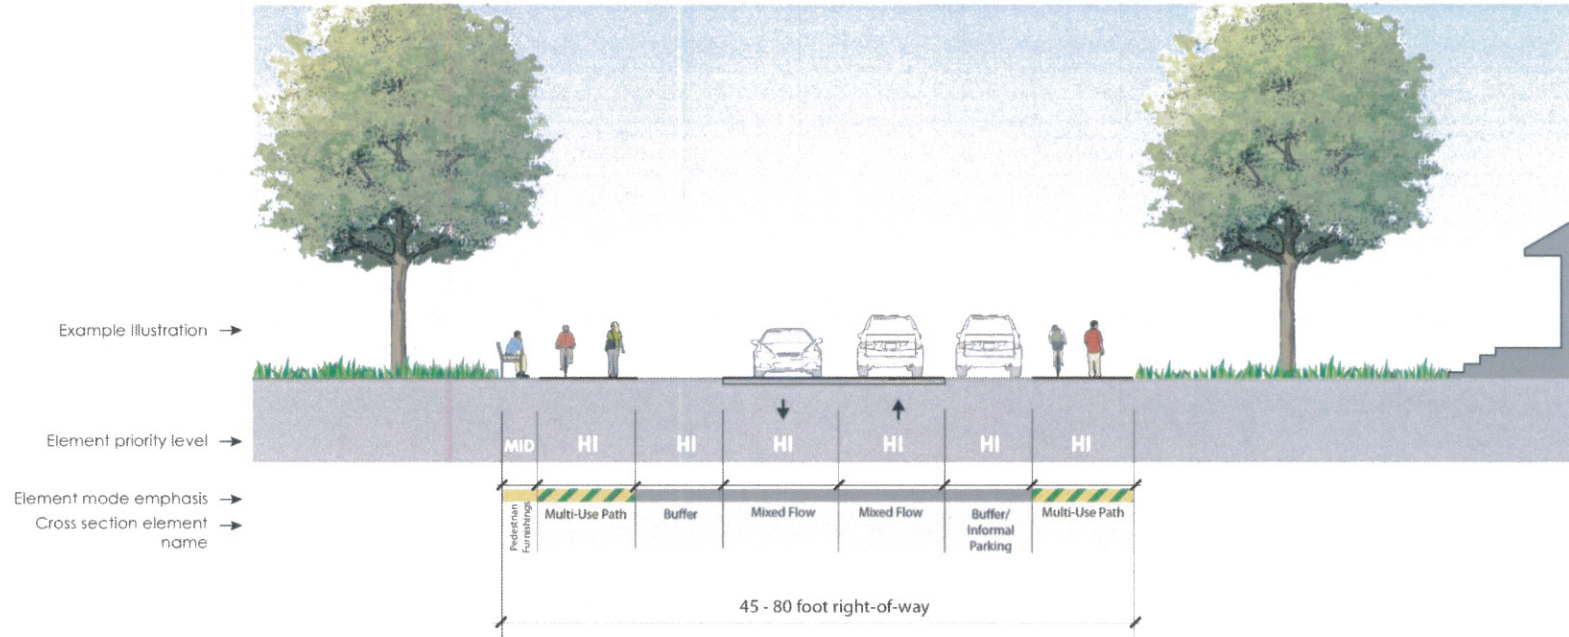 Example illustration
Element priority level
MID
HI
HI
HI
HI
HI
HI
Element mode emphasis
Cross section element
name
Pedestrian
Furnishings
Multi-Use Path
Buffer
Mixed Flow
Mixed Flow
Buffer/
Informal
Parking
Multi-Use Path
45 - 80 foot right-of-way